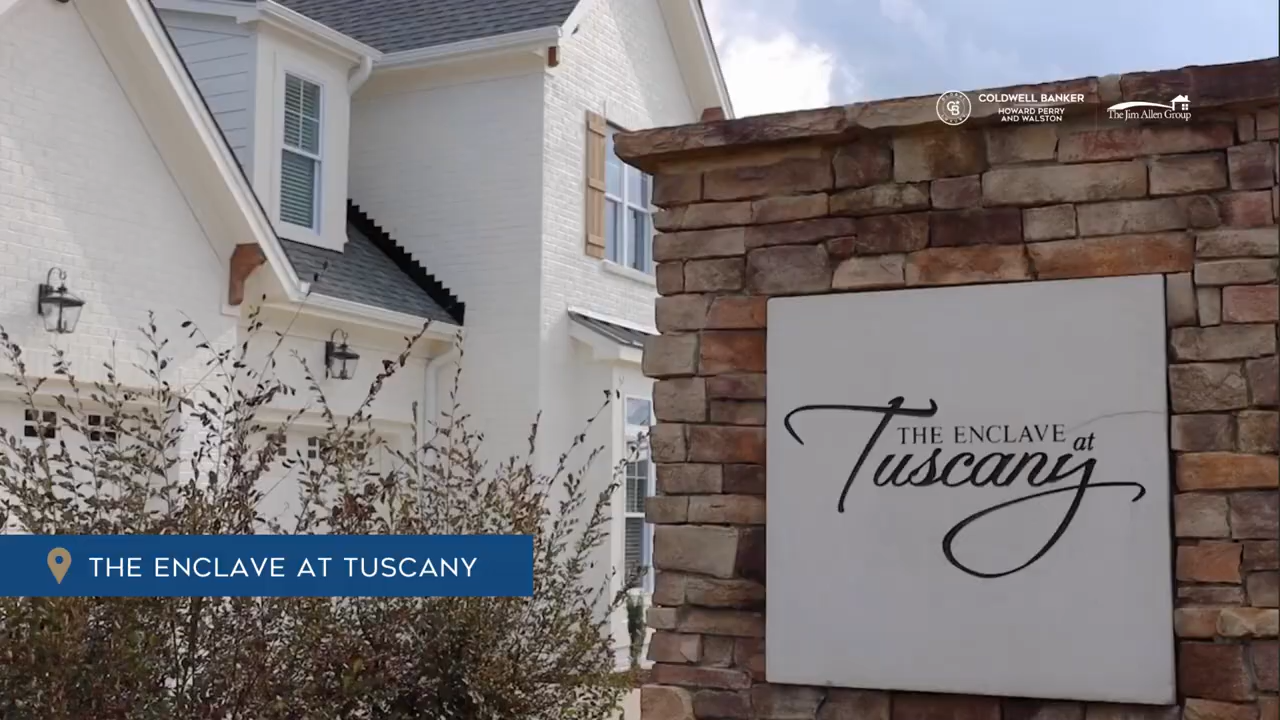 COLDWELL BANKER
HOWARD PERRY
AND WALSTON
The Jim Allen Group
THE ENCLAVE at
Tuscany
THE ENCLAVE AT TUSCANY